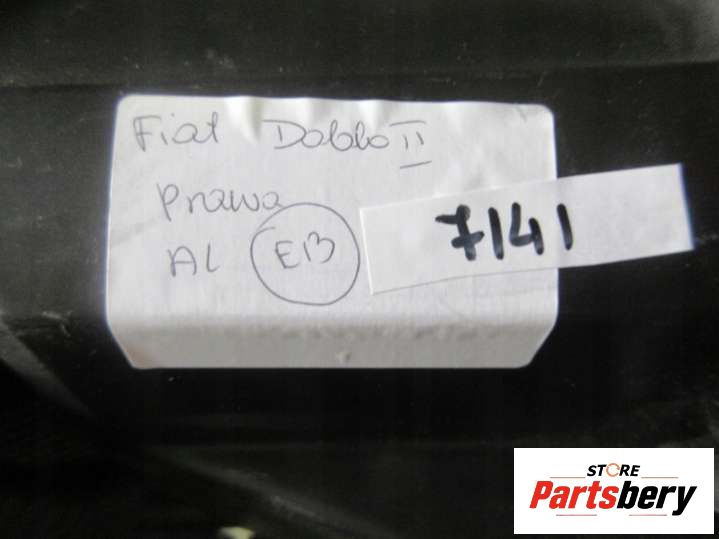 Fiat Doblo II
Prawa
AL EB
7141
STORE
Partsbery